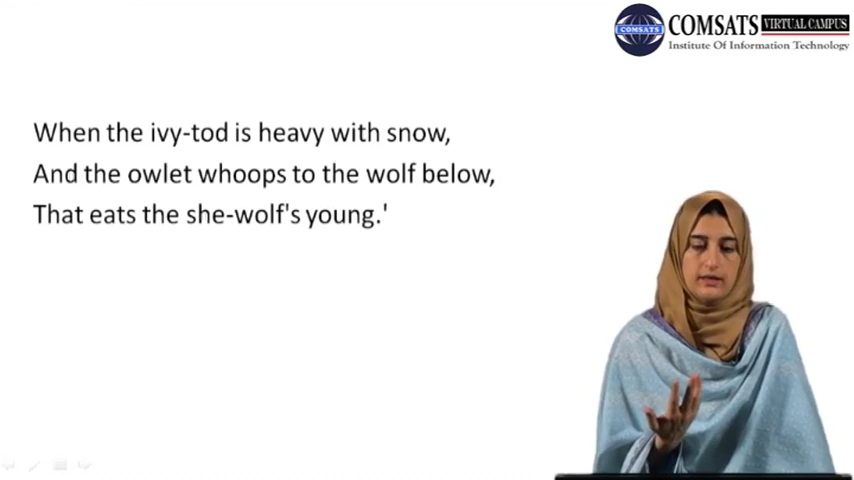 COMSATS VIRTUAL CAMPUS
Institute Of Information Technology
COMSATS
When the ivy-tod is heavy with snow,
And the owlet whoops to the wolf below,
That eats the she-wolf's young.'